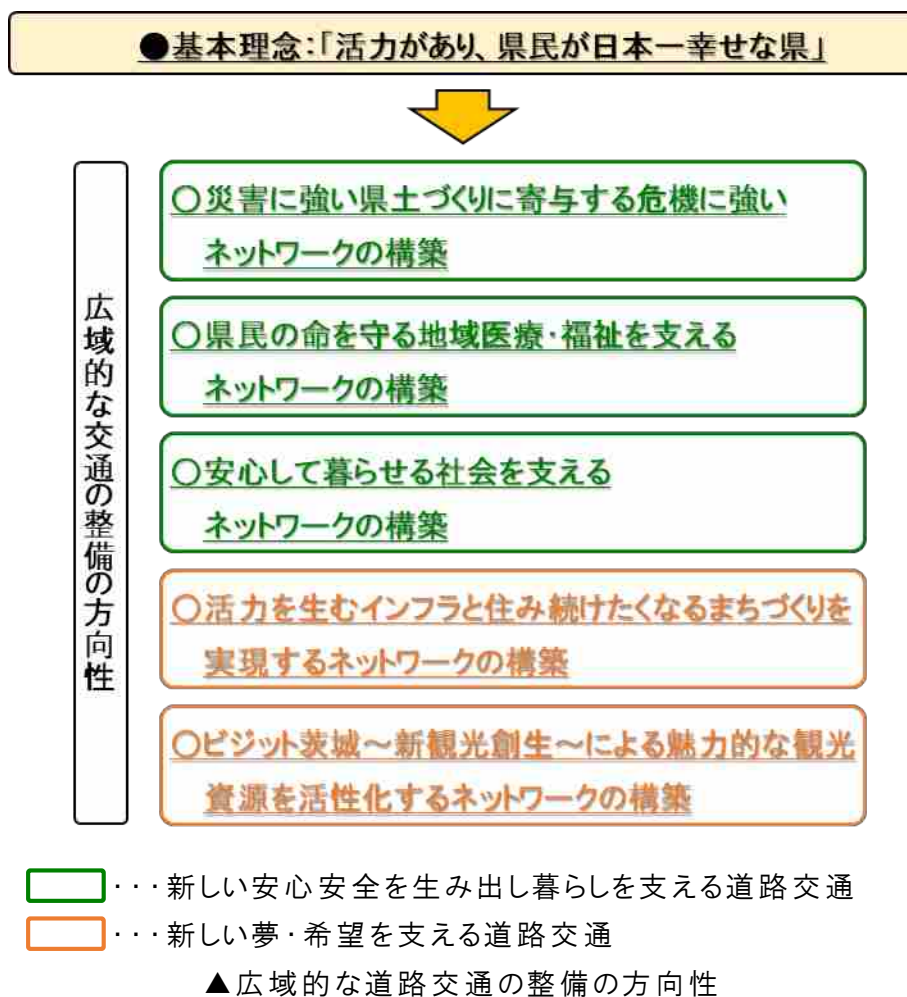 ●基本理念：「活力があり、県民が日本一幸せな県」
広域的な交通の整備の方向性
○災害に強い県土づくりに寄与する危機に強い
ネットワークの構築
○県民の命を守る地域医療・福祉を支える
ネットワークの構築
○安心して暮らせる社会を支える
ネットワークの構築
○活力を生むインフラと住み続けたくなるまちづくりを
実現するネットワークの構築
○ビジット茨城～新観光創生～による魅力的な観光
資源を活性化するネットワークの構築
・・・新しい安心安全を生み出し暮らしを支える道路交通
・・・新しい夢・希望を支える道路交通
▲広域的な道路交通の整備の方向性